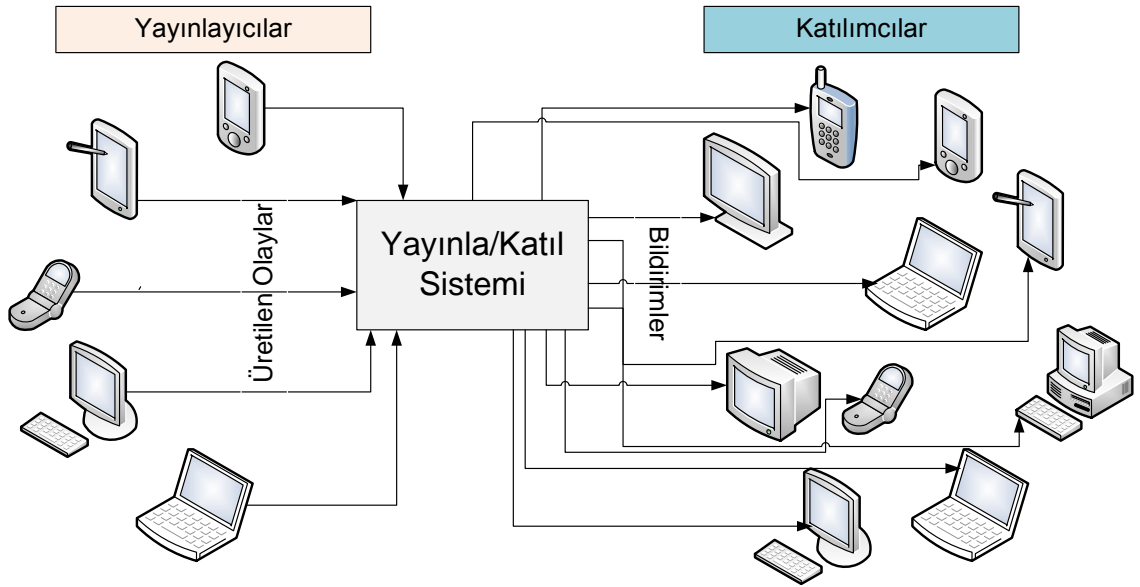 Yayınlayıcılar
Katılımcılar
Üretilen Olaylar
Yayınla/Katıl
Sistemi
Bildirimler